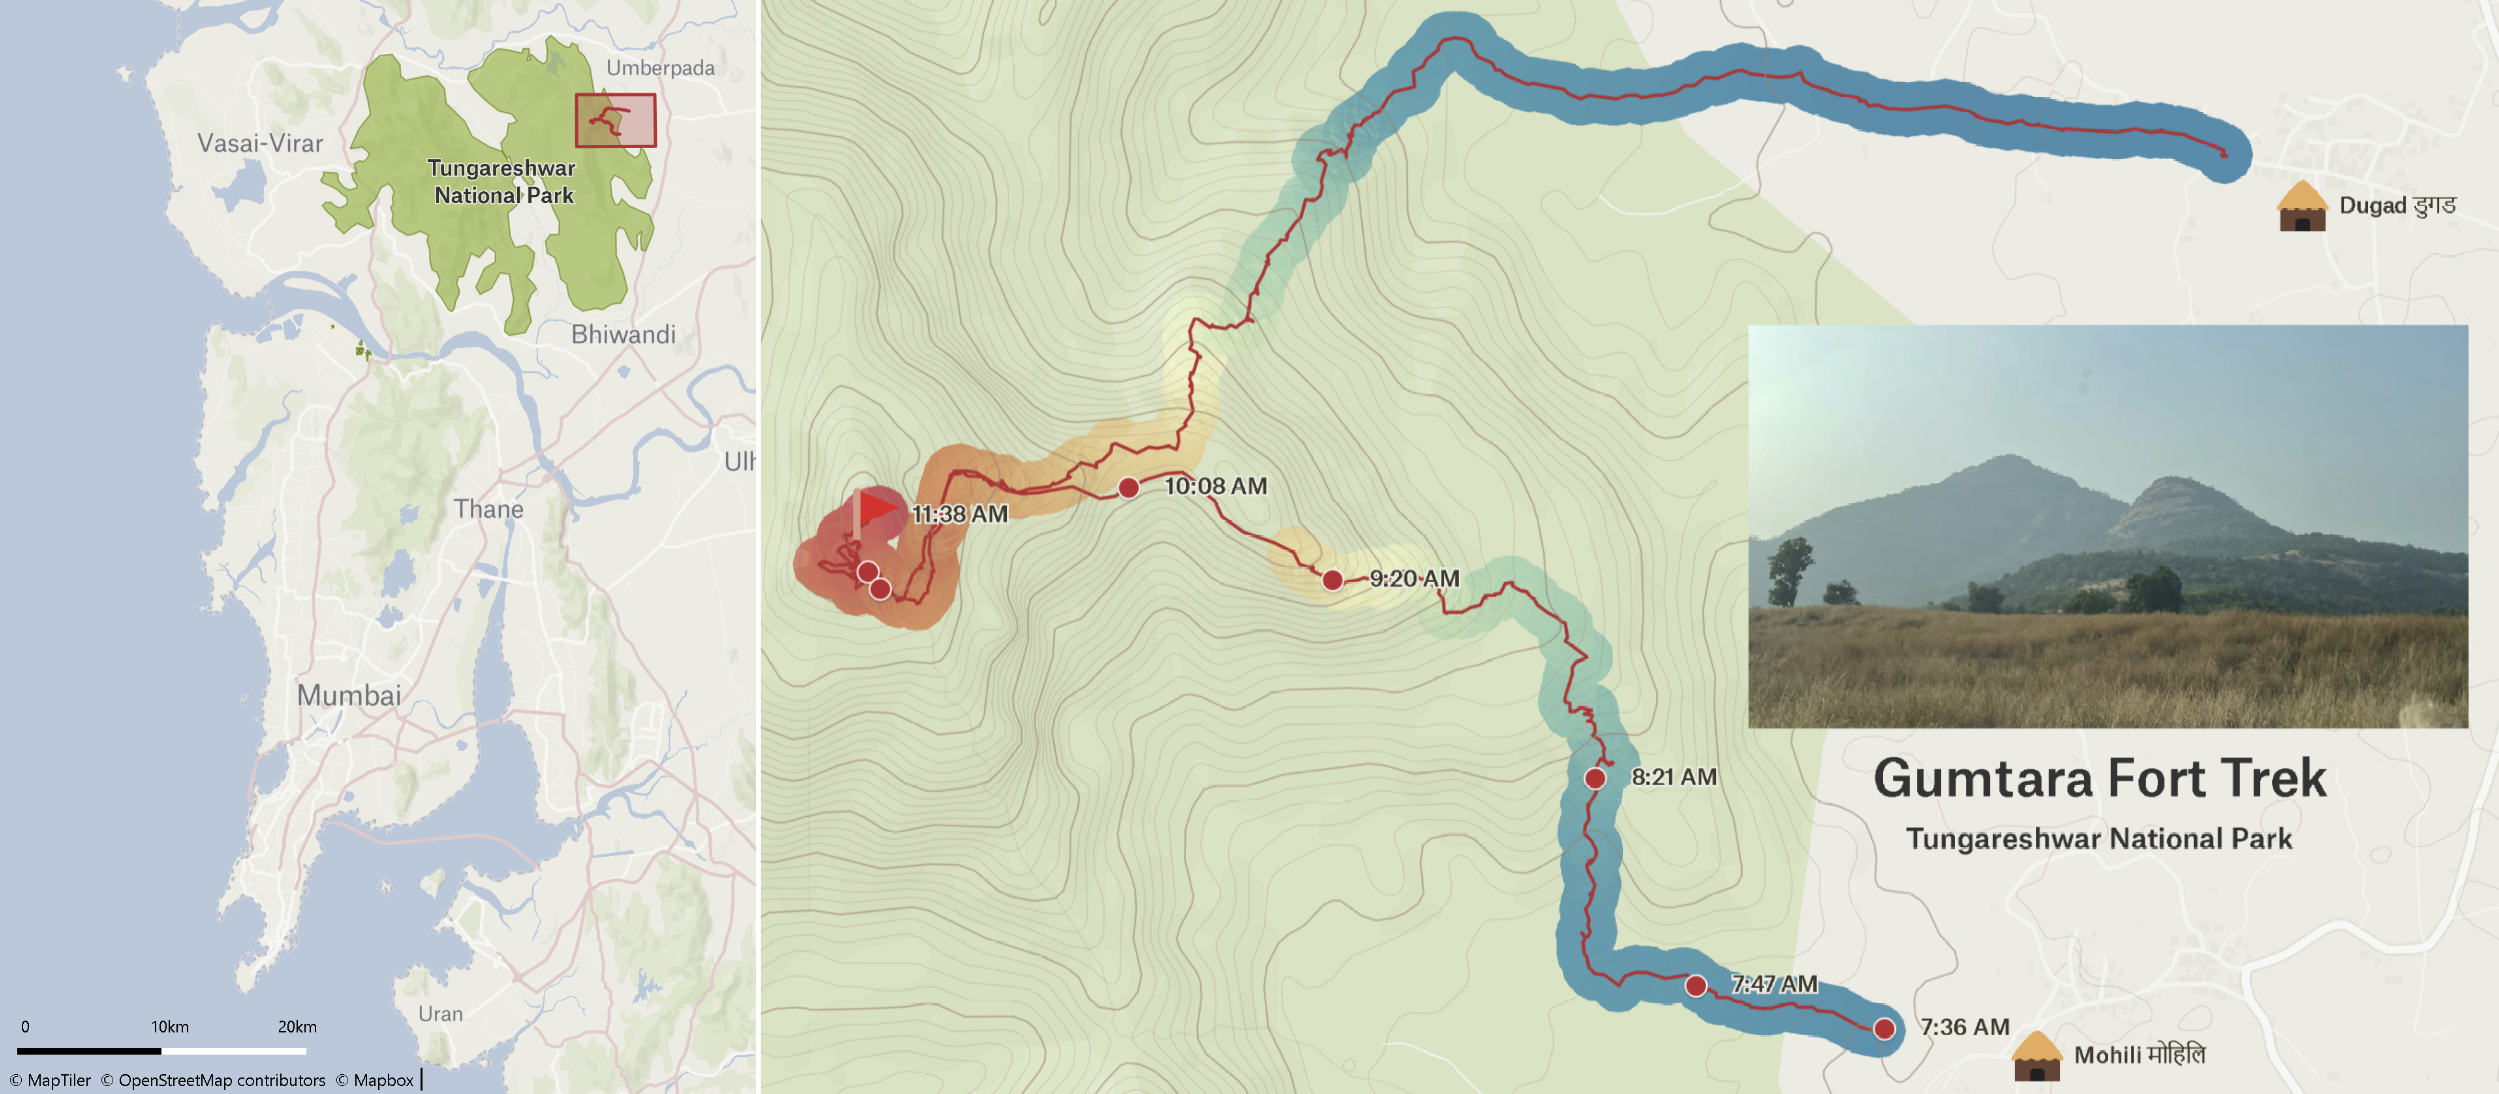 Umberpada
Vasai-Virar
Tungareshwar
National Park
Bhiwandi
Thane
Mumbai
Uran
0 10km 20km
© MapTiler © OpenStreetMap contributors © Mapbox
Dugad डुगड
10:08 AM
11:38 AM
9:20 AM
8:21 AM
7:47 AM
7:36 AM
Mohili मोहिलि
Gumtara Fort Trek
Tungareshwar National Park